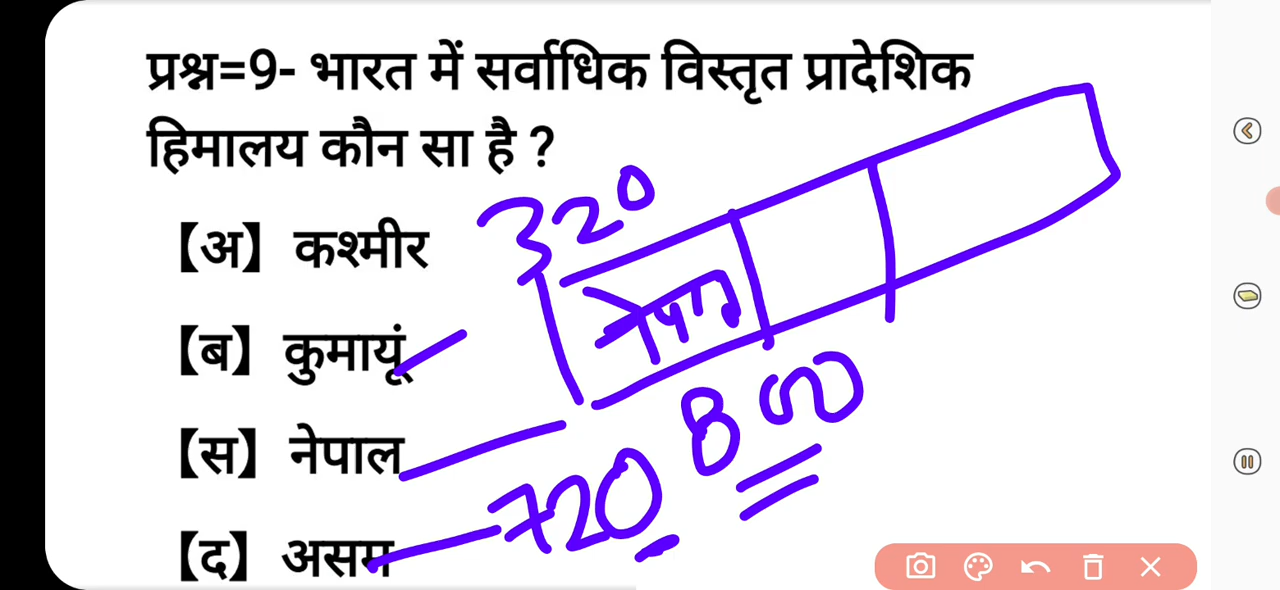 प्रश्न=9- भारत में सर्वाधिक विस्तृत प्रादेशिक
हिमालय कौन सा है ?
320
【अ】 कश्मीर
【ब】 कुमायूं
नेपाल
800
【स】 नेपाल
720
【द】 असम